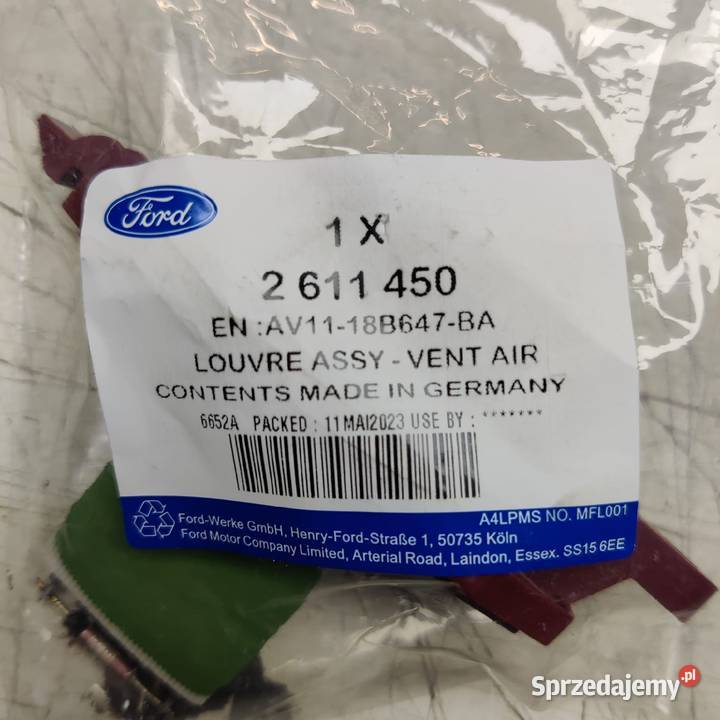 Ford
1 X
2 611 450
EN :AV11-18B647-BA
LOUVRE ASSY - VENT AIR
CONTENTS MADE IN GERMANY
6652A PACKED : 11MAI2023 USE BY : *******
A4LPMS NO. MFL001
Ford-Werke GmbH, Henry-Ford-Straße 1, 50735 Köln
Ford Motor Company Limited, Arterial Road, Laindon, Essex. SS15 6EE
Sprzedajemy.pl